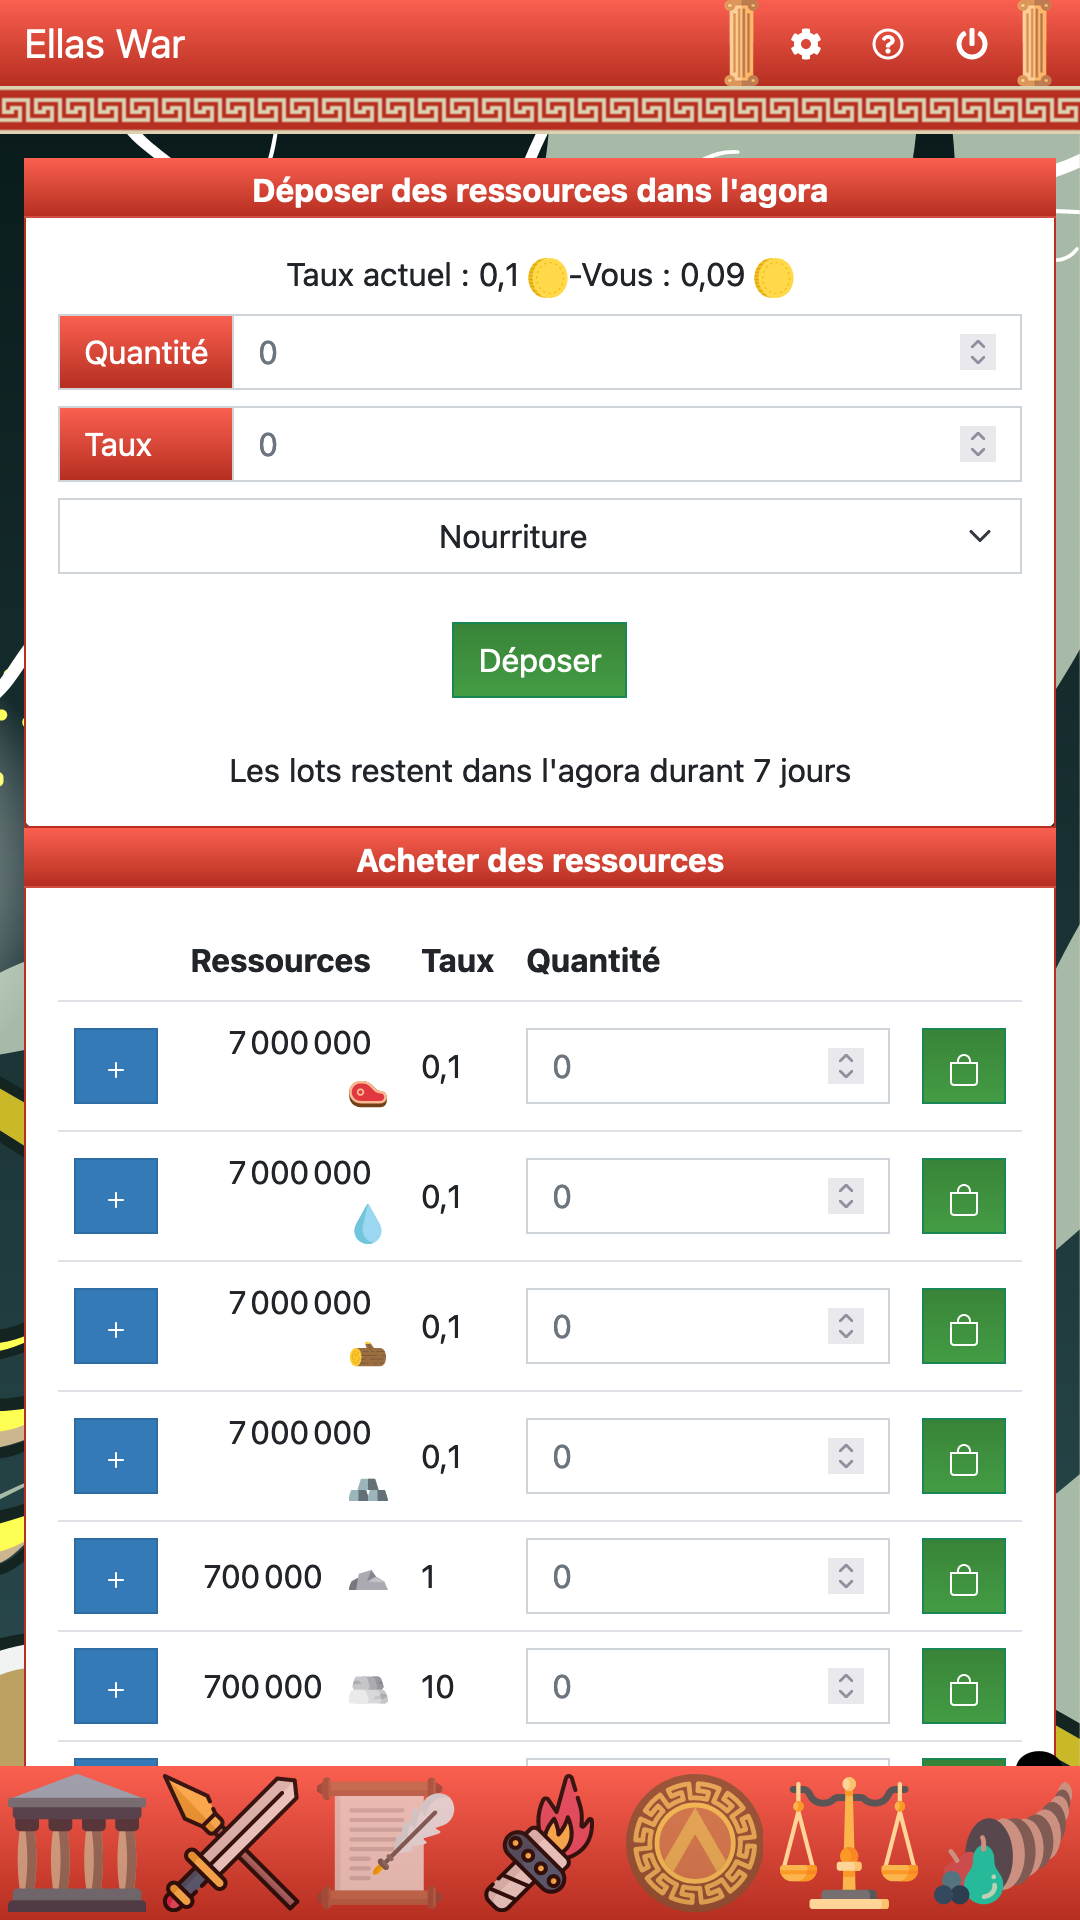 Ellas War
Déposer des ressources dans l'agora
Taux actuel : 0,1 -Vous : 0,09
Quantité 0
Taux 0
Nourriture
Déposer
Les lots restent dans l'agora durant 7 jours
Acheter des ressources
Ressources Taux Quantité
+ 7 000 000 0,1 0
+ 7 000 000 0,1 0
+ 7 000 000 0,1 0
+ 7 000 000 0,1 0
+ 700 000 1 0
+ 700 000 10 0